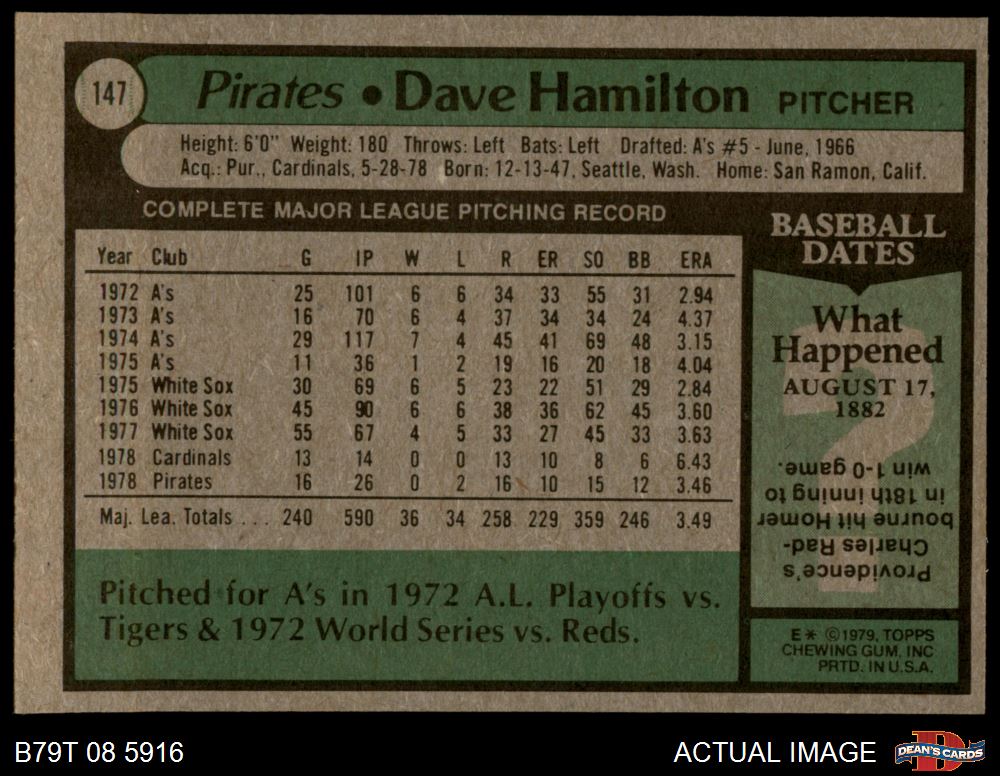 147
Pirates • Dave Hamilton PITCHER
Height: 6'0" Weight: 180 Throws: Left Bats: Left Drafted: A's #5 - June, 1966
Acq.: Pur., Cardinals, 5-28-78 Born: 12-13-47, Seattle, Wash. Home: San Ramon, Calif.
COMPLETE MAJOR LEAGUE PITCHING RECORD
Year Club G IP W L R ER SO BB ERA
1972 A's 25 101 6 6 34 33 55 31 2.94
1973 A's 16 70 6 4 37 34 34 24 4.37
1974 A's 29 117 7 4 45 41 69 48 3.15
1975 A's 11 36 1 2 19 16 20 18 4.04
1975 White Sox 30 69 6 5 23 22 51 29 2.84
1976 White Sox 45 90 6 6 38 36 62 45 3.60
1977 White Sox 55 67 4 5 33 27 45 33 3.63
1978 Cardinals 13 14 0 0 13 10 8 6 6.43
1978 Pirates 16 26 0 2 16 10 15 12 3.46
Maj. Lea. Totals ... 240 590 36 34 258 229 359 246 3.49
Pitched for A's in 1972 A.L. Playoffs vs.
Tigers & 1972 World Series vs. Reds.
BASEBALL
DATES
What
Happened
AUGUST 17,
1882
?
Providence's
Charles Rad-
bourne hit Homer
in 18th inning to
win 1-0 game.
E* ©1979, TOPPS
CHEWING GUM, INC
PRTD. IN U.S.A.
B79T 08 5916
ACTUAL IMAGE
DEAN'S CARDS